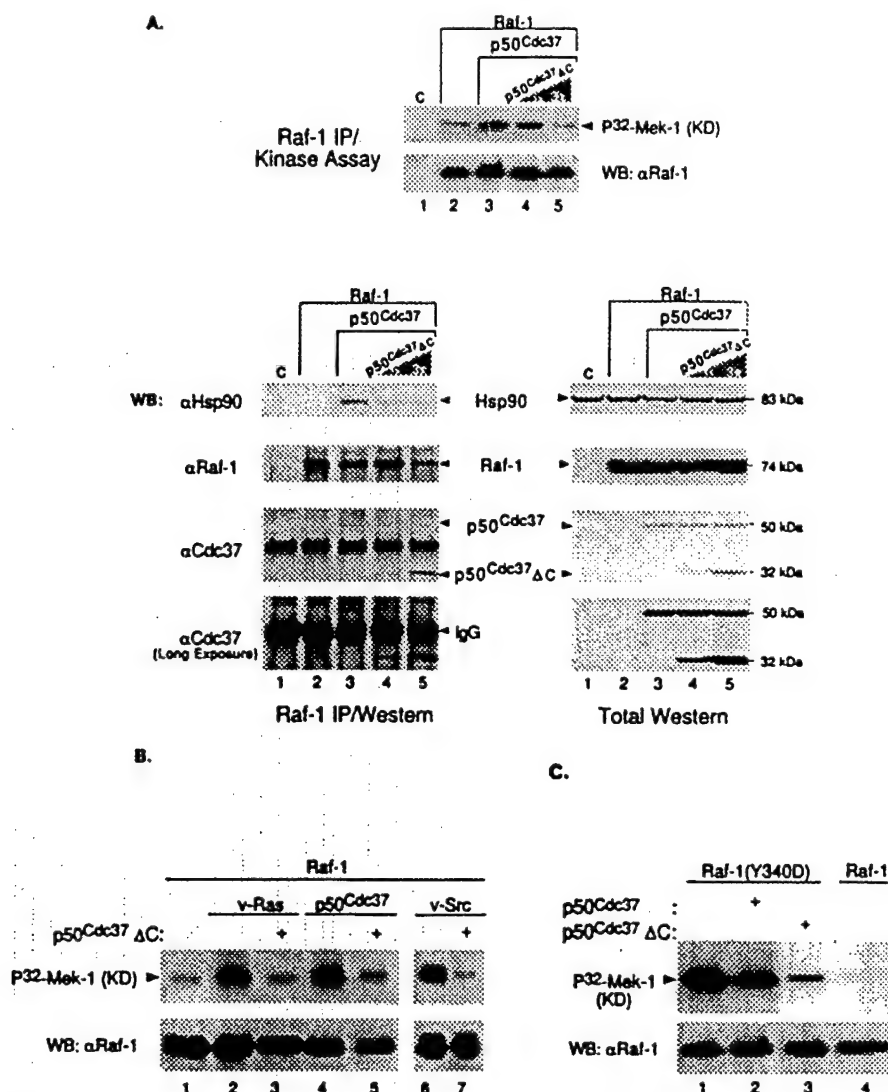 A.
Raf-1
p50Cdc37
p50Cdc37ΔC
C
Raf-1 IP/
Kinase Assay
P32-Mek-1 (KD)
WB: αRaf-1
1 2 3 4 5
Raf-1
p50Cdc37
p50Cdc37ΔC
C
Raf-1
p50Cdc37
p50Cdc37ΔC
C
WB: αHsp90
Hsp90
83 kDa
αRaf-1
Raf-1
74 kDa
αCdc37
p50Cdc37
50 kDa
p50Cdc37ΔC
32 kDa
αCdc37
(Long Exposure)
IgG
50 kDa
32 kDa
1 2 3 4 5
1 2 3 4 5
Raf-1 IP/Western
Total Western
B.
Raf-1
v-Ras p50Cdc37 v-Src
p50Cdc37 ΔC: + + +
P32-Mek-1 (KD)
WB: αRaf-1
1 2 3 4 5 6 7
C.
Raf-1(Y340D) Raf-1
p50Cdc37 : +
p50Cdc37 ΔC: +
P32-Mek-1
(KD)
WB: αRaf-1
1 2 3 4